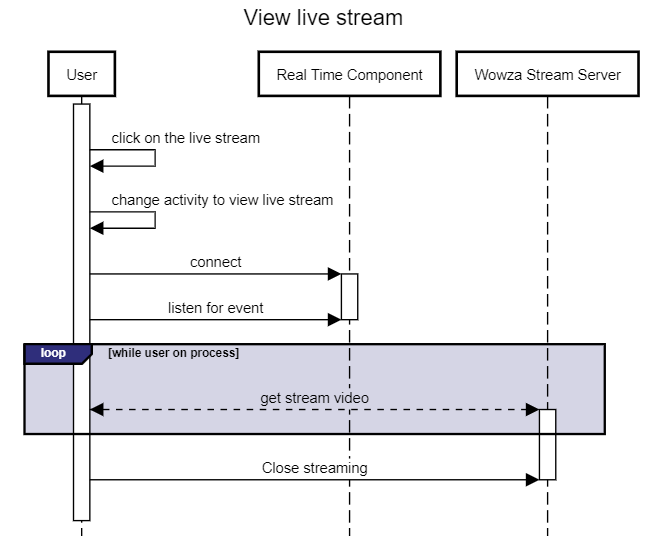 View live stream
User
Real Time Component
Wowza Stream Server
click on the live stream
change activity to view live stream
connect
listen for event
loop
[while user on process]
get stream video
Close streaming